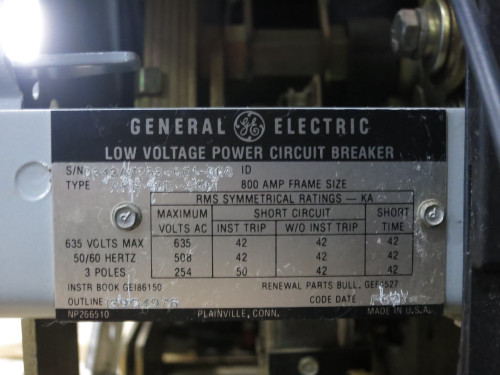 GENERAL GE ELECTRIC
LOW VOLTAGE POWER CIRCUIT BREAKER
S/N ID
TYPE 800 AMP FRAME SIZE
RMS SYMMETRICAL RATINGS — KA
MAXIMUM SHORT CIRCUIT SHORT
VOLTS AC INST TRIP W/O INST TRIP TIME
635 VOLTS MAX 635 42 42 42
50/60 HERTZ 508 42 42 42
3 POLES 254 50 42 42
INSTR BOOK GEI86150 RENEWAL PARTS BULL.
OUTLINE CODE DATE
NP266510 PLAINVILLE, CONN. MADE IN U.S.A.